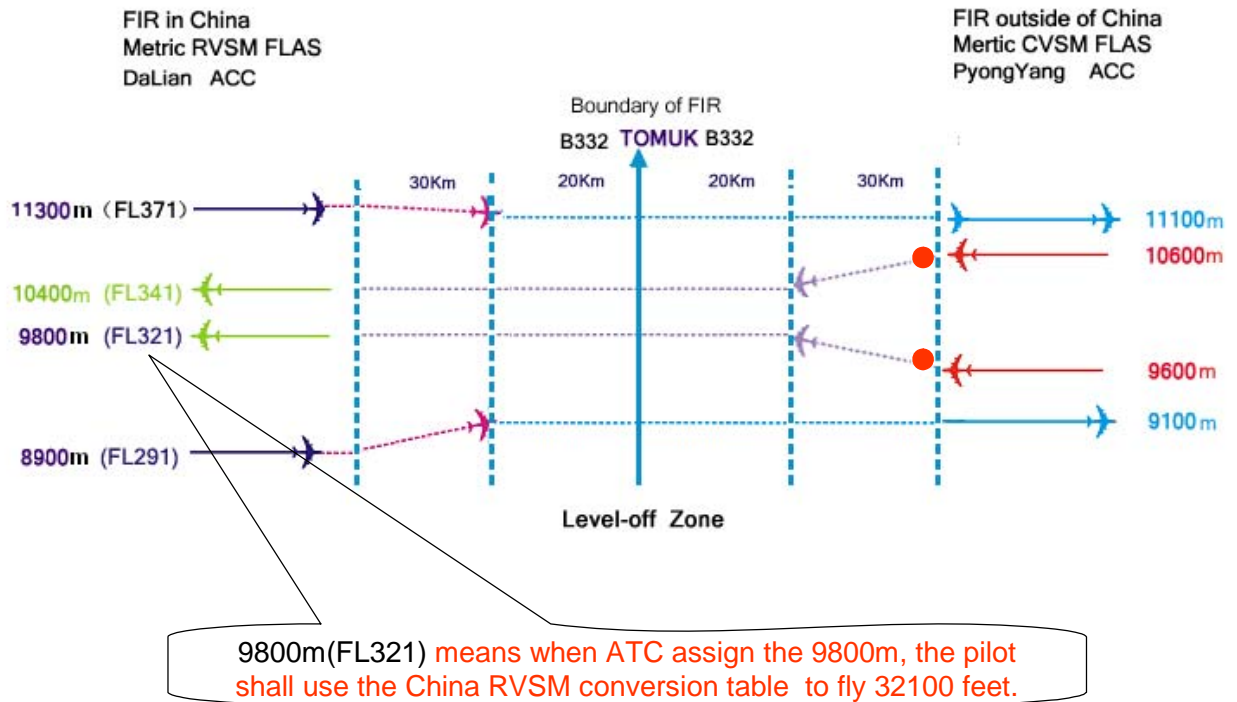 FIR in China
Metric RVSM FLAS
DaLian ACC
FIR outside of China
Mertic CVSM FLAS
PyongYang ACC
Boundary of FIR
B332 TOMUK B332
30Km 20Km 20Km 30Km
11300m (FL371)
11100m
10600m
10400m (FL341)
9800m (FL321)
9600m
9100m
8900m (FL291)
Level-off Zone
9800m(FL321) means when ATC assign the 9800m, the pilot
shall use the China RVSM conversion table to fly 32100 feet.